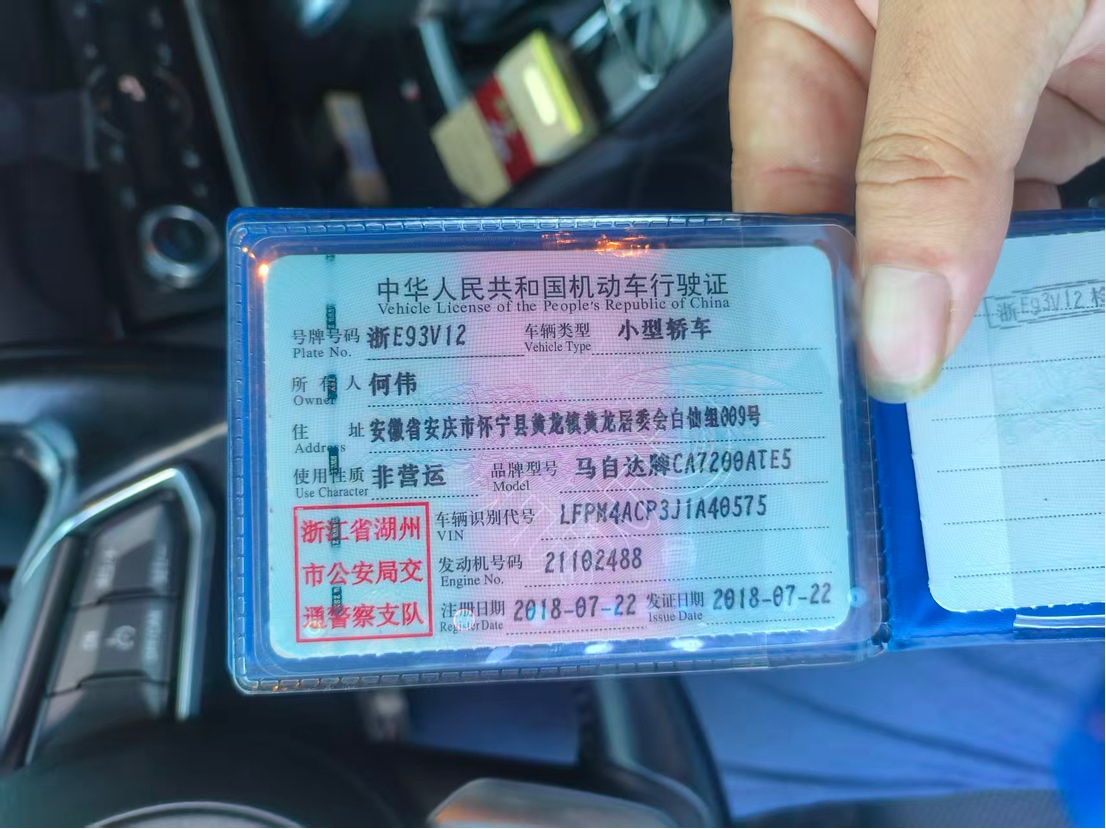 中华人民共和国机动车行驶证
Vehicle License of the People's Republic of China
号牌号码 浙E93V12 车辆类型 小型轿车
Plate No. Vehicle Type
所有人 何伟
Owner
住 址 安徽省安庆市怀宁县黄龙镇黄龙居委会白仙组009号
Address
使用性质 非营运 品牌型号 马自达牌CA7200ATE5
Use Character Model
浙江省湖州 车辆识别代号 LFPM4ACP3J1A40575
VIN
市公安局交 发动机号码 21102488
Engine No.
通警察支队 注册日期 2018-07-22 发证日期 2018-07-22
Register Date Issue Date
浙E93V12 检